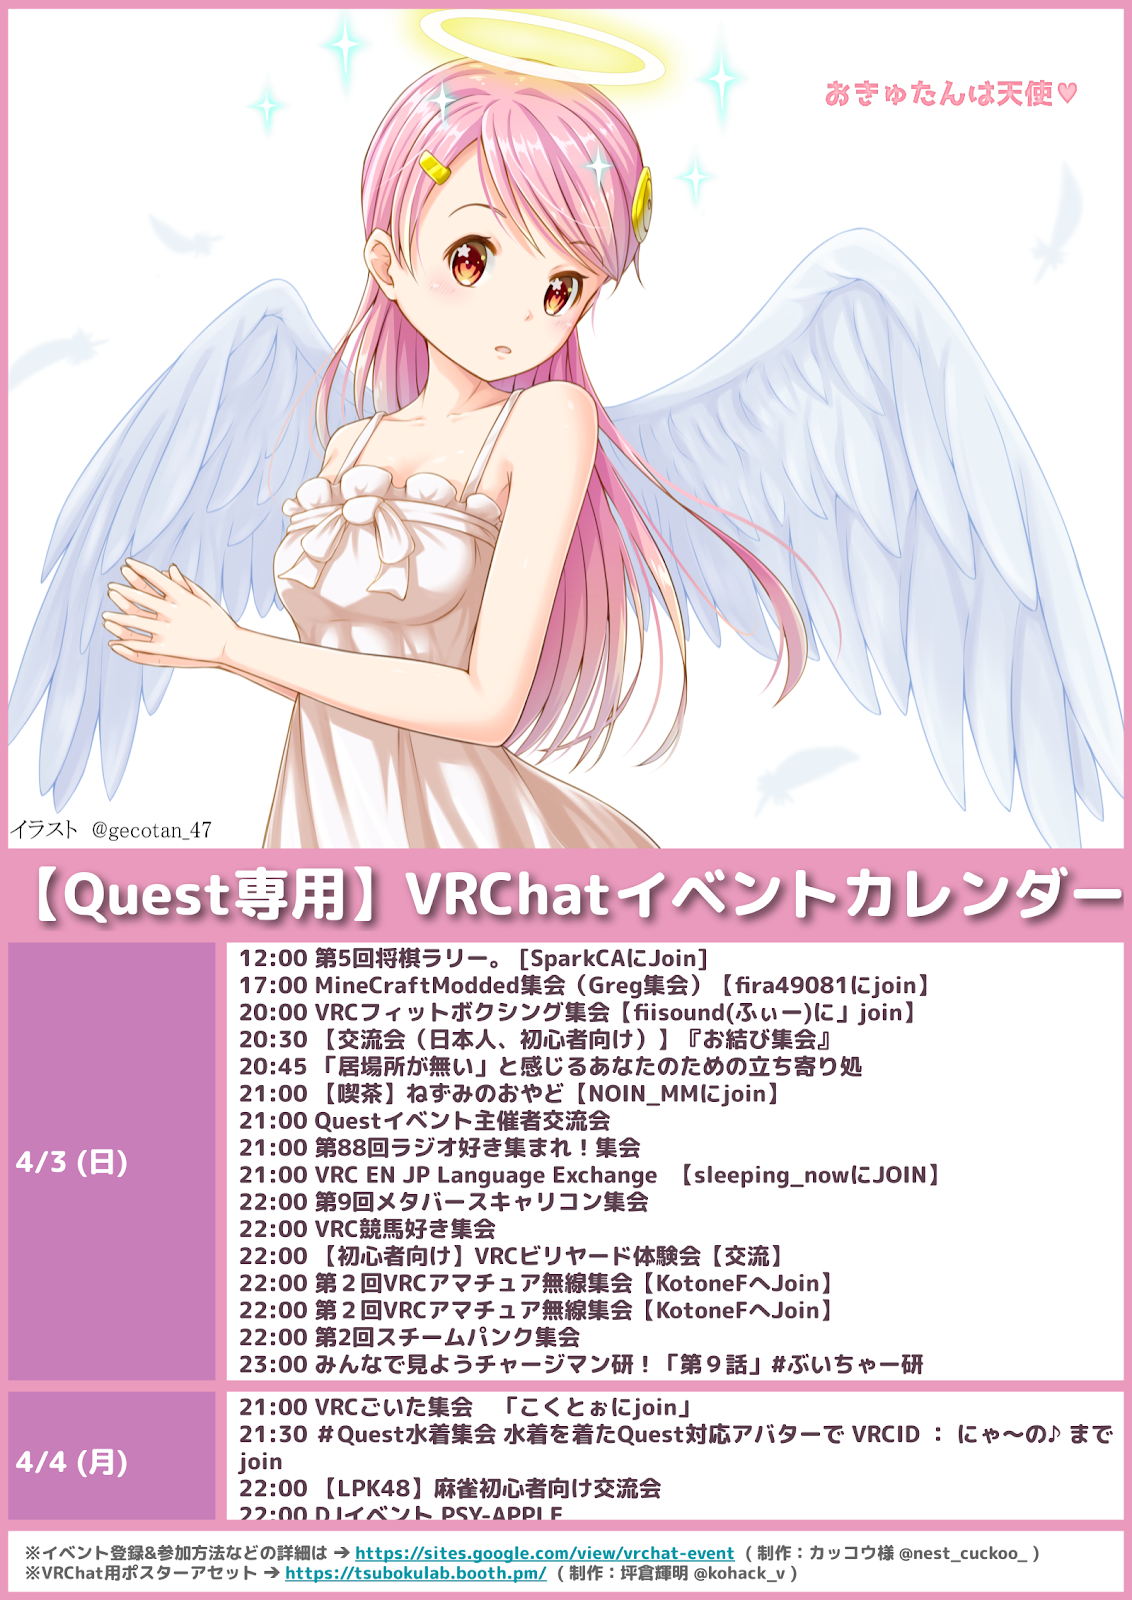 おきゅたんは天使♥
イラスト @gecotan_47
【Quest専用】VRChatイベントカレンダー
4/3 (日)
12:00 第5回将棋ラリー。 [SparkCAにJoin]
17:00 MineCraftModded集会（Greg集会）【fira49081にjoin】
20:00 VRCフィットボクシング集会【fiisound(ふぃー)に」join】
20:30 【交流会（日本人、初心者向け）】『お結び集会』
20:45 「居場所が無い」と感じるあなたのための立ち寄り処
21:00 【喫茶】ねずみのおやど【NOIN_MMにjoin】
21:00 Questイベント主催者交流会
21:00 第88回ラジオ好き集まれ！集会
21:00 VRC EN JP Language Exchange 【sleeping_nowにJOIN】
22:00 第9回メタバースキャリコン集会
22:00 VRC競馬好き集会
22:00 【初心者向け】VRCビリヤード体験会【交流】
22:00 第２回VRCアマチュア無線集会【KotoneFへJoin】
22:00 第２回VRCアマチュア無線集会【KotoneFへJoin】
22:00 第2回スチームパンク集会
23:00 みんなで見ようチャージマン研！「第９話」#ぶいちゃー研
4/4 (月)
21:00 VRCごいた集会　「こくとぉにjoin」
21:30 ＃Quest水着集会 水着を着たQuest対応アバターで VRCID ： にゃ～の♪ まで
join
22:00 【LPK48】麻雀初心者向け交流会
22:00 DJイベント PSY-APPLE
※イベント登録&参加方法などの詳細は ➔ https://sites.google.com/view/vrchat-event ( 制作：カッコウ様 @nest_cuckoo_ )
※VRChat用ポスターアセット ➔ https://tsubokulab.booth.pm/ ( 制作：坪倉輝明 @kohack_v )